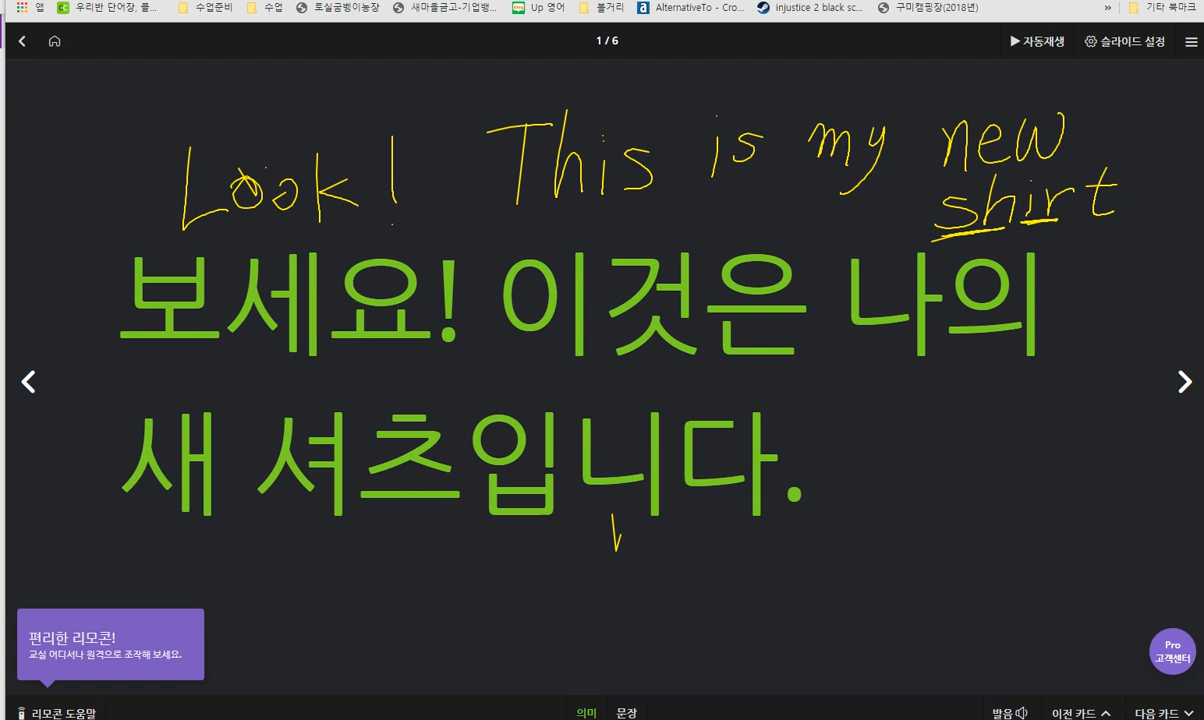 앱 우리반 단어장, 클... 수업준비 수업 토실굼벵이농장 새마을금고-기업뱅... Up 영어 볼거리 AlternativeTo - Cro... injustice 2 black sc... 구미캠핑장(2018년) » 기타 북마크
1 / 6 자동재생 슬라이드 설정
Look! This is my new
shirt
보세요! 이것은 나의
새 셔츠입니다.
편리한 리모콘!
교실 어디서나 원격으로 조작해 보세요.
Pro
고객센터
리모콘 도움말 의미 문장 발음 이전 카드 다음 카드